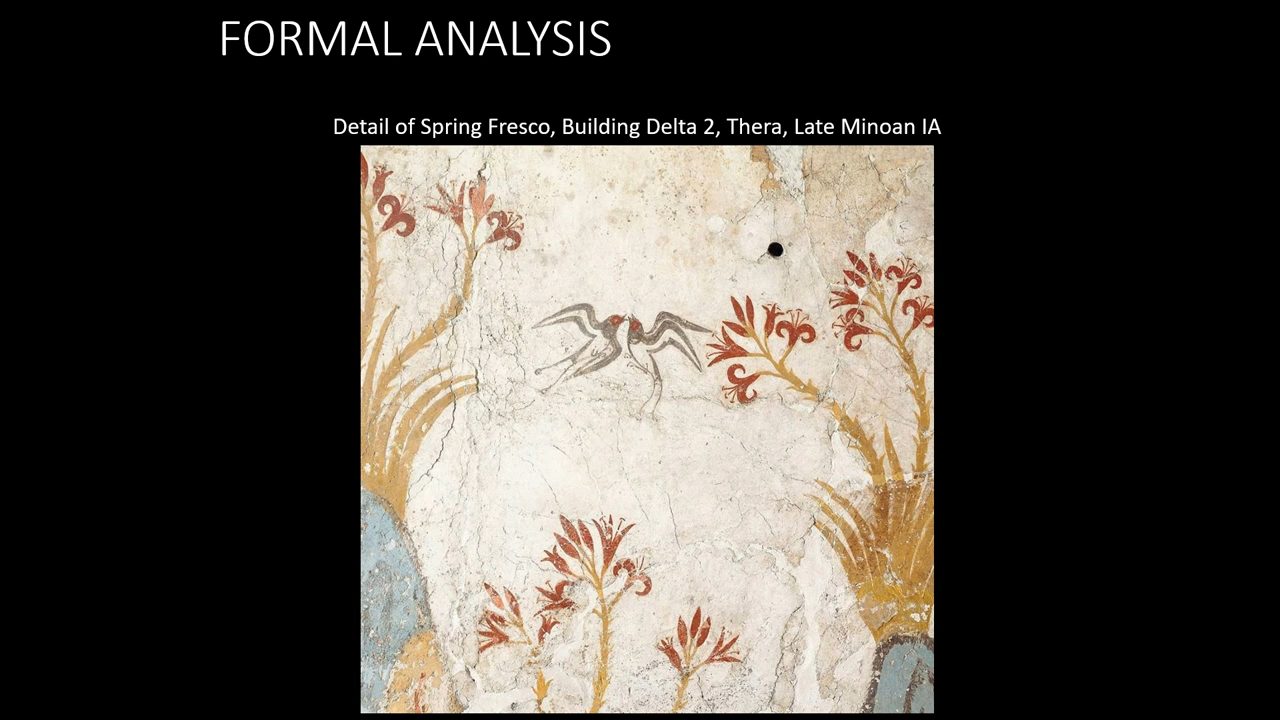 FORMAL ANALYSIS
Detail of Spring Fresco, Building Delta 2, Thera, Late Minoan IA